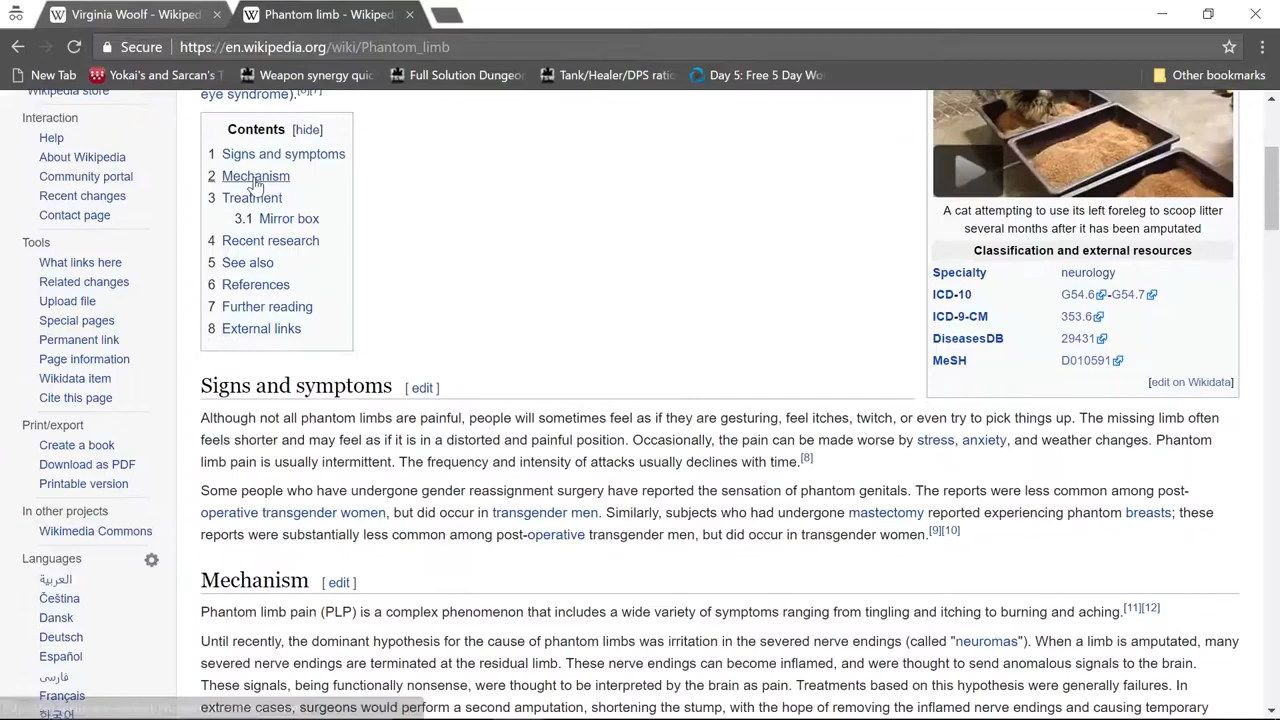 Virginia Woolf - Wikiped
Phantom limb - Wikiped
Secure
https://en.wikipedia.org/wiki/Phantom_limb
New Tab
Yokai's and Sarcan's T
Weapon synergy quic
Full Solution Dungeo
Tank/Healer/DPS ratio
Day 5: Free 5 Day Wo
Other bookmarks
Wikipedia store
Interaction
Help
About Wikipedia
Community portal
Recent changes
Contact page
Tools
What links here
Related changes
Upload file
Special pages
Permanent link
Page information
Wikidata item
Cite this page
Print/export
Create a book
Download as PDF
Printable version
In other projects
Wikimedia Commons
Languages
العربية
Čeština
Dansk
Deutsch
Español
فارسی
Français
한국어
eye syndrome).[6][7]
Contents [hide]
1 Signs and symptoms
2 Mechanism
3 Treatment
3.1 Mirror box
4 Recent research
5 See also
6 References
7 Further reading
8 External links
A cat attempting to use its left foreleg to scoop litter
several months after it has been amputated
Classification and external resources
Specialty neurology
ICD-10 G54.6-G54.7
ICD-9-CM 353.6
DiseasesDB 29431
MeSH D010591
[edit on Wikidata]
Signs and symptoms [ edit ]
Although not all phantom limbs are painful, people will sometimes feel as if they are gesturing, feel itches, twitch, or even try to pick things up. The missing limb often
feels shorter and may feel as if it is in a distorted and painful position. Occasionally, the pain can be made worse by stress, anxiety, and weather changes. Phantom
limb pain is usually intermittent. The frequency and intensity of attacks usually declines with time.[8]
Some people who have undergone gender reassignment surgery have reported the sensation of phantom genitals. The reports were less common among post-
operative transgender women, but did occur in transgender men. Similarly, subjects who had undergone mastectomy reported experiencing phantom breasts; these
reports were substantially less common among post-operative transgender men, but did occur in transgender women.[9][10]
Mechanism [ edit ]
Phantom limb pain (PLP) is a complex phenomenon that includes a wide variety of symptoms ranging from tingling and itching to burning and aching.[11][12]
Until recently, the dominant hypothesis for the cause of phantom limbs was irritation in the severed nerve endings (called "neuromas"). When a limb is amputated, many
severed nerve endings are terminated at the residual limb. These nerve endings can become inflamed, and were thought to send anomalous signals to the brain.
These signals, being functionally nonsense, were thought to be interpreted by the brain as pain. Treatments based on this hypothesis were generally failures. In
extreme cases, surgeons would perform a second amputation, shortening the stump, with the hope of removing the inflamed nerve endings and causing temporary